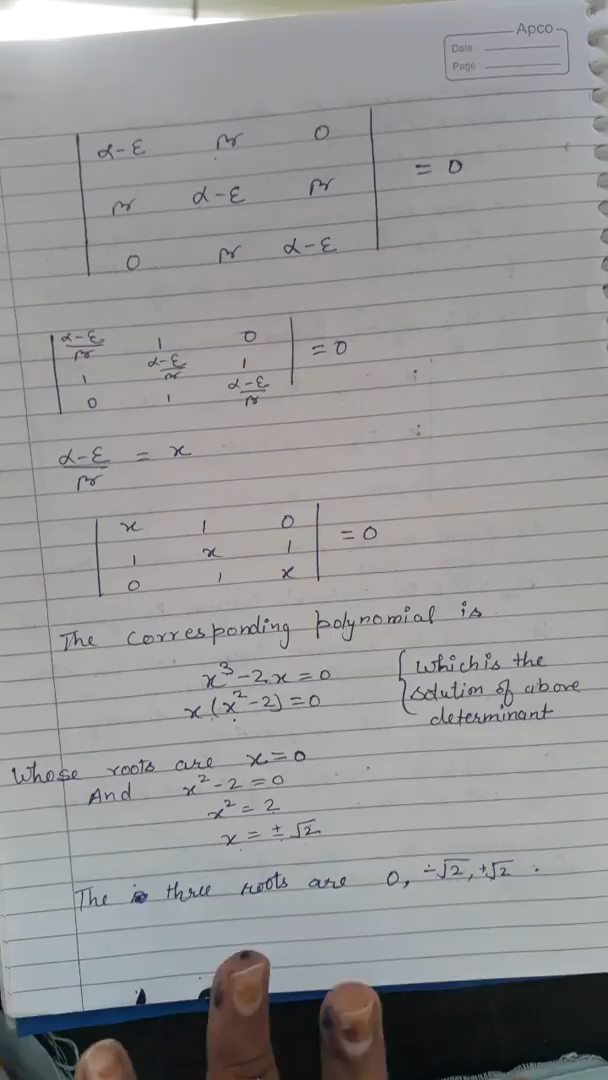 Apco
Date
Page
α-ε β 0
β α-ε β = 0
0 β α-ε
α-ε/β 1 0
1 α-ε/β 1 = 0
0 1 α-ε/β
α-ε/β = x
x 1 0
1 x 1 = 0
0 1 x
The corresponding polynomial is
x³-2x = 0 { which is the
x(x²-2) = 0 solution of above
determinant
Whose roots are x = 0
And x²-2 = 0
x² = 2
x = ± √2
The three roots are 0, -√2, +√2 .